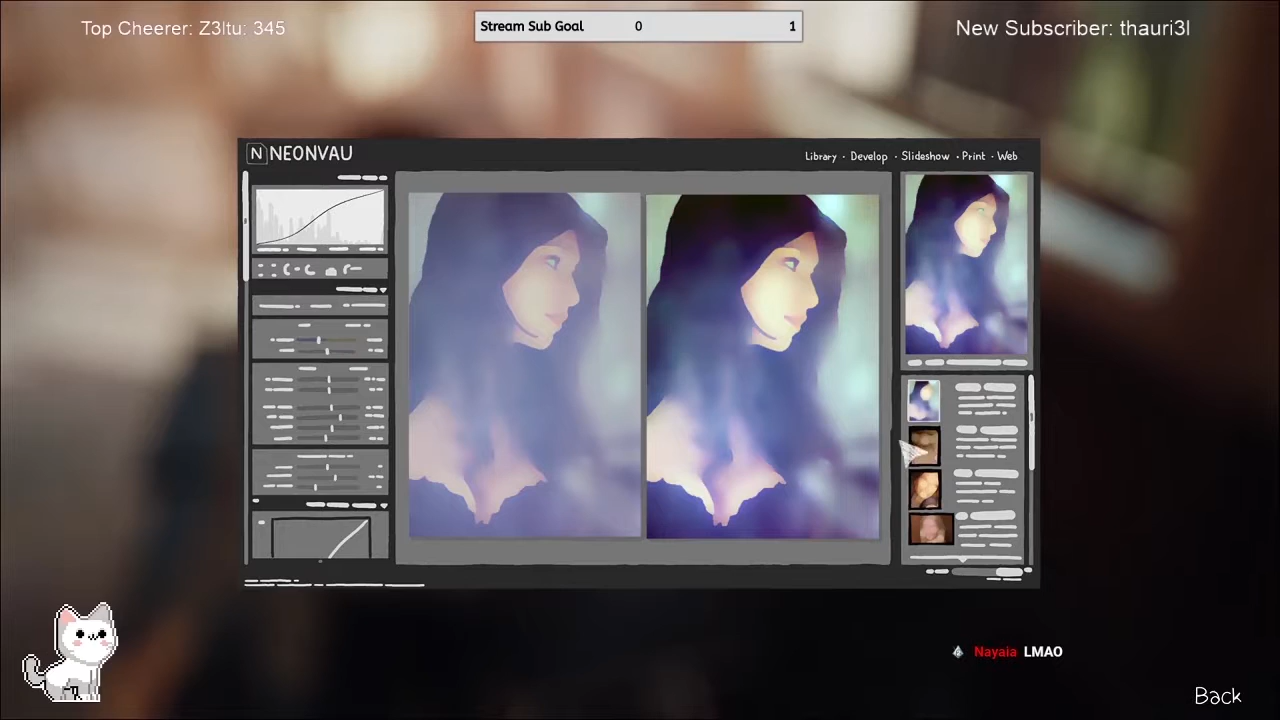 Top Cheerer: Z3ltu: 345
Stream Sub Goal 0 1
New Subscriber: thauri3l
N NEONVAU
Library · Develop · Slideshow · Print · Web
Nayaia LMAO
Back